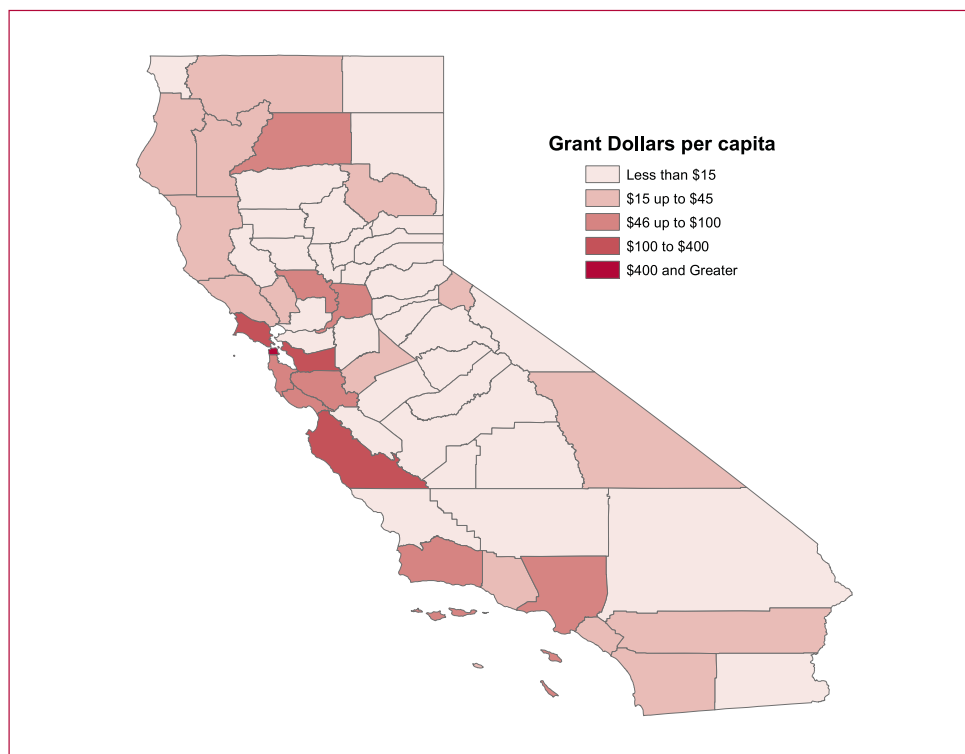 Grant Dollars per capita
Less than $15
$15 up to $45
$46 up to $100
$100 to $400
$400 and Greater